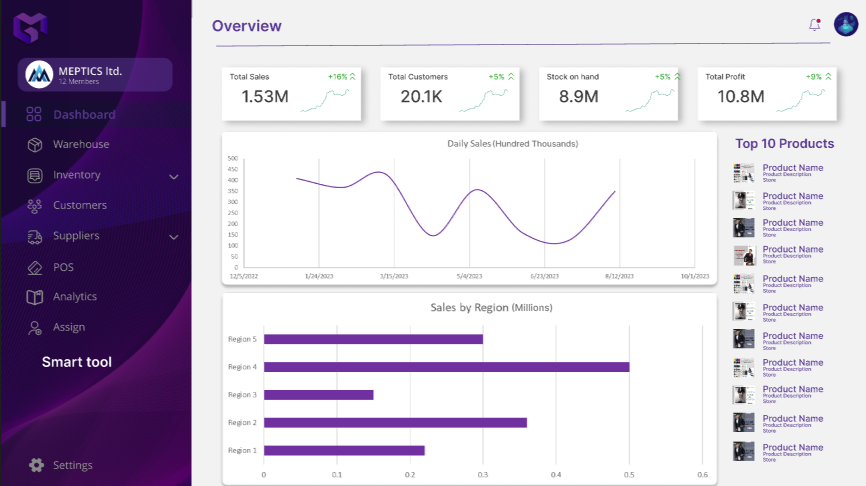 MEPTICS ltd.
12 Members
Dashboard
Warehouse
Inventory
Customers
Suppliers
POS
Analytics
Assign
Smart tool
Settings
Overview
Total Sales
+16%
1.53M
Total Customers
+5%
20.1K
Stock on hand
+5%
8.9M
Total Profit
+9%
10.8M
Daily Sales (Hundred Thousands)
500
450
400
350
300
250
200
150
100
50
0
12/5/2022
1/24/2023
3/15/2023
5/4/2023
6/23/2023
8/12/2023
10/1/2023
Sales by Region (Millions)
Region 5
Region 4
Region 3
Region 2
Region 1
0
0.1
0.2
0.3
0.4
0.5
0.6
Top 10 Products
Product Name
Product Description
Store
Product Name
Product Description
Store
Product Name
Product Description
Store
Product Name
Product Description
Store
Product Name
Product Description
Store
Product Name
Product Description
Store
Product Name
Product Description
Store
Product Name
Product Description
Store
Product Name
Product Description
Store
Product Name
Product Description
Store
Product Name
Product Description
Store